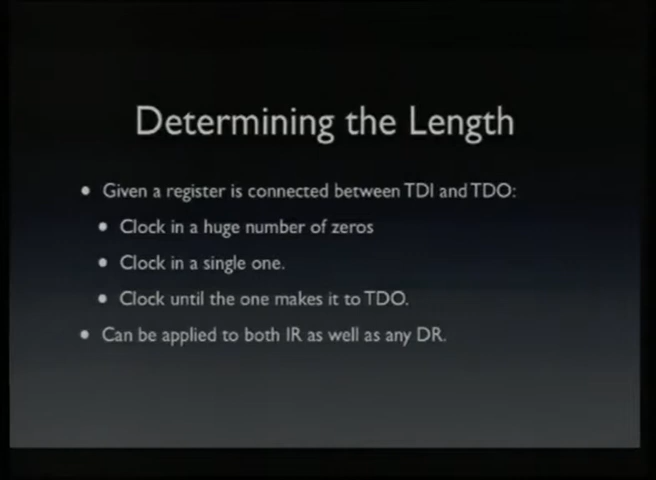 Determining the Length
• Given a register is connected between TDI and TDO:
• Clock in a huge number of zeros
• Clock in a single one.
• Clock until the one makes it to TDO.
• Can be applied to both IR as well as any DR.